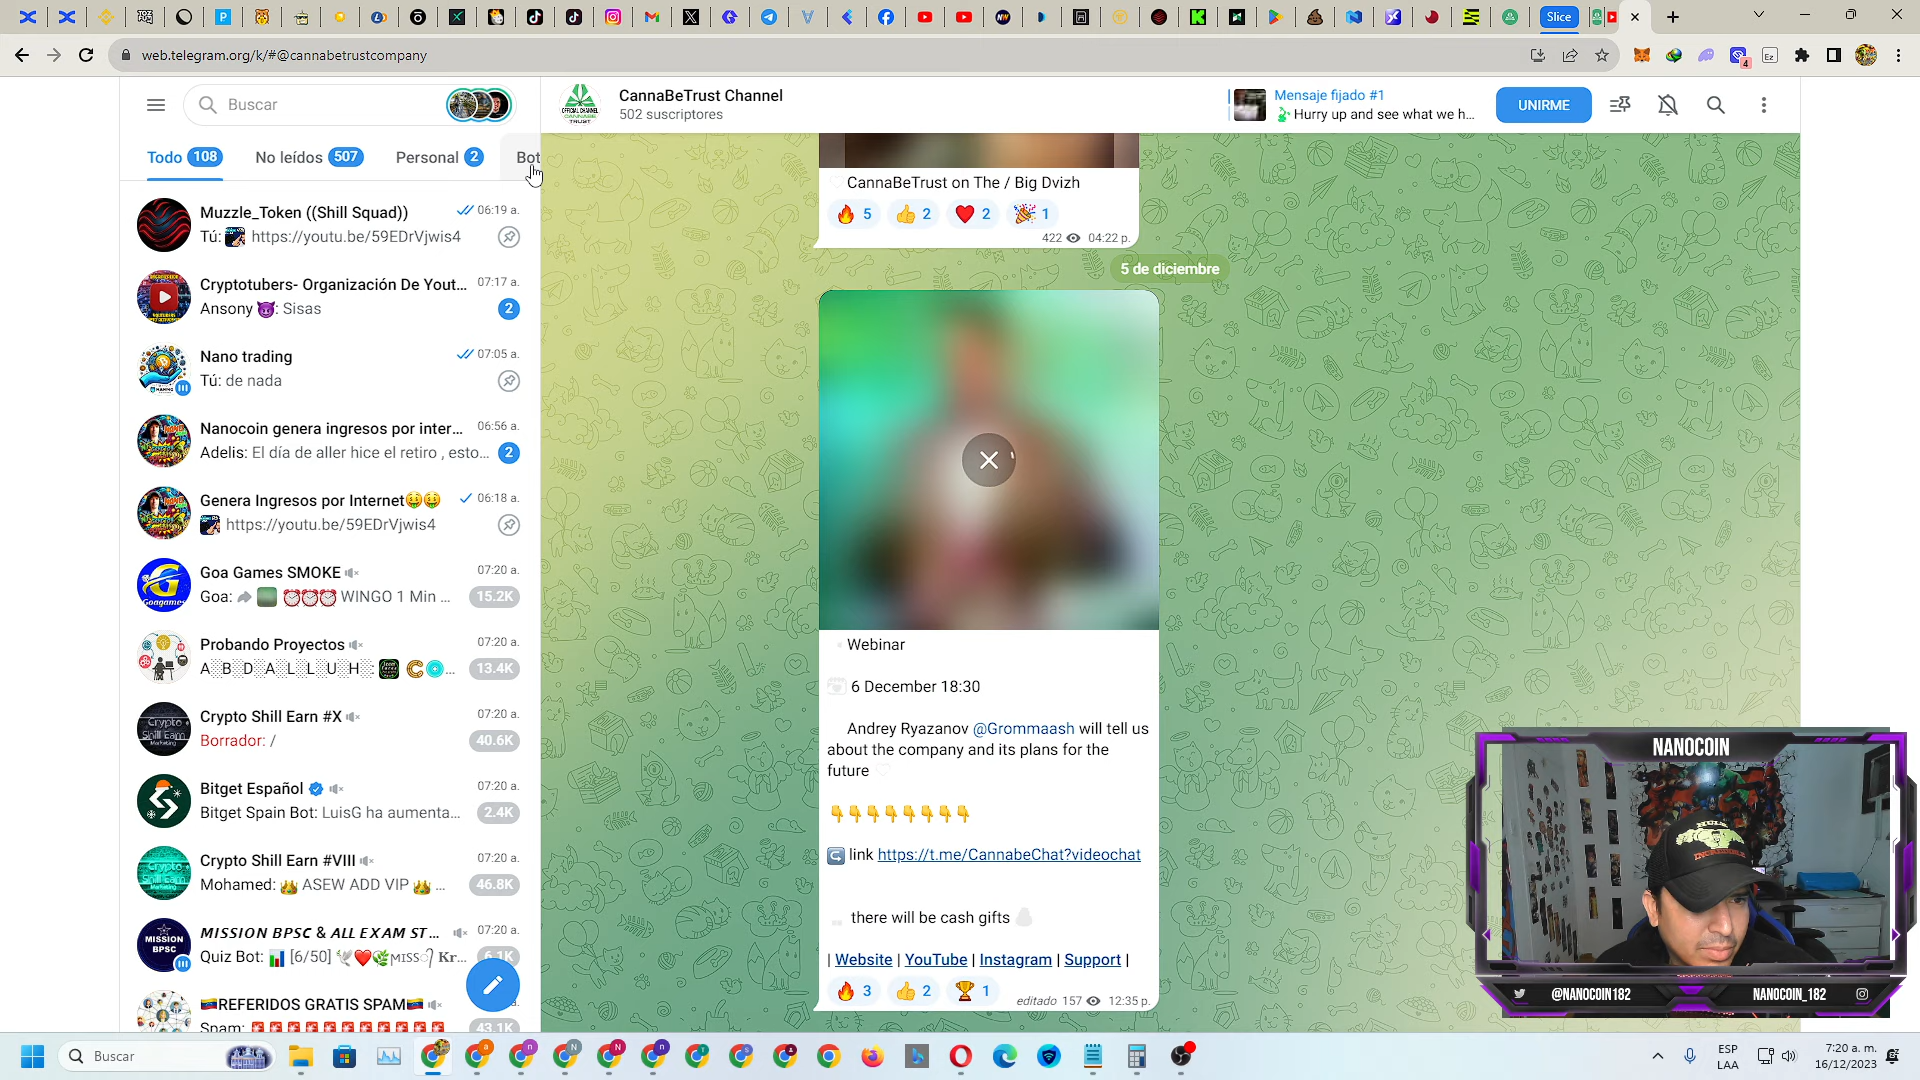 Slice
web.telegram.org/k/#@cannabetrustcompany
Buscar
Todo 108
No leídos 507
Personal 2
Bot
Muzzle_Token ((Shill Squad))
06:19 a.
Tú: https://youtu.be/59EDrVjwis4
Cryptotubers- Organización De Yout...
07:17 a.
Ansony 😈: Sisas
2
Nano trading
07:05 a.
Tú: de nada
Nanocoin genera ingresos por inter...
06:56 a.
Adelis: El día de aller hice el retiro , esto...
2
Genera Ingresos por Internet🤑🤑
06:18 a.
https://youtu.be/59EDrVjwis4
Goa Games SMOKE
07:20 a.
Goa: ⏰⏰⏰ WINGO 1 Min ...
15.2K
Probando Proyectos
07:20 a.
A░B░D░A░L░L░U░H░:
13.4K
Crypto Shill Earn #X
07:20 a.
Borrador: /
40.6K
Bitget Español
07:20 a.
Bitget Spain Bot: LuisG ha aumenta...
2.4K
Crypto Shill Earn #VIII
07:20 a.
Mohamed: 👑 ASEW ADD VIP 👑 ...
46.8K
MISSION BPSC & ALL EXAM ST...
07:20 a.
Quiz Bot: 📊 [6/50] 🕊❤️🌿
6.1K
🇻🇪REFERIDOS GRATIS SPAM🇻🇪
Spam:
43.1K
CannaBeTrust Channel
502 suscriptores
Mensaje fijado #1
Hurry up and see what we h...
UNIRME
CannaBeTrust on The / Big Dvizh
🔥 5 👍 2 ❤️ 2 🎉 1
422 04:22 p.
5 de diciembre
Webinar
6 December 18:30
Andrey Ryazanov @Grommaash will tell us
about the company and its plans for the
future
👇👇👇👇👇👇👇👇
↪️ link https://t.me/CannabeChat?videochat
there will be cash gifts
| Website | YouTube | Instagram | Support |
🔥 3 👍 2 🏆 1
editado 157 12:35 p.
NANOCOIN
HULK
INCREDIBLE
@NANOCOIN182
NANOCOIN_182
Buscar
ESP
LAA
7:20 a. m.
16/12/2023